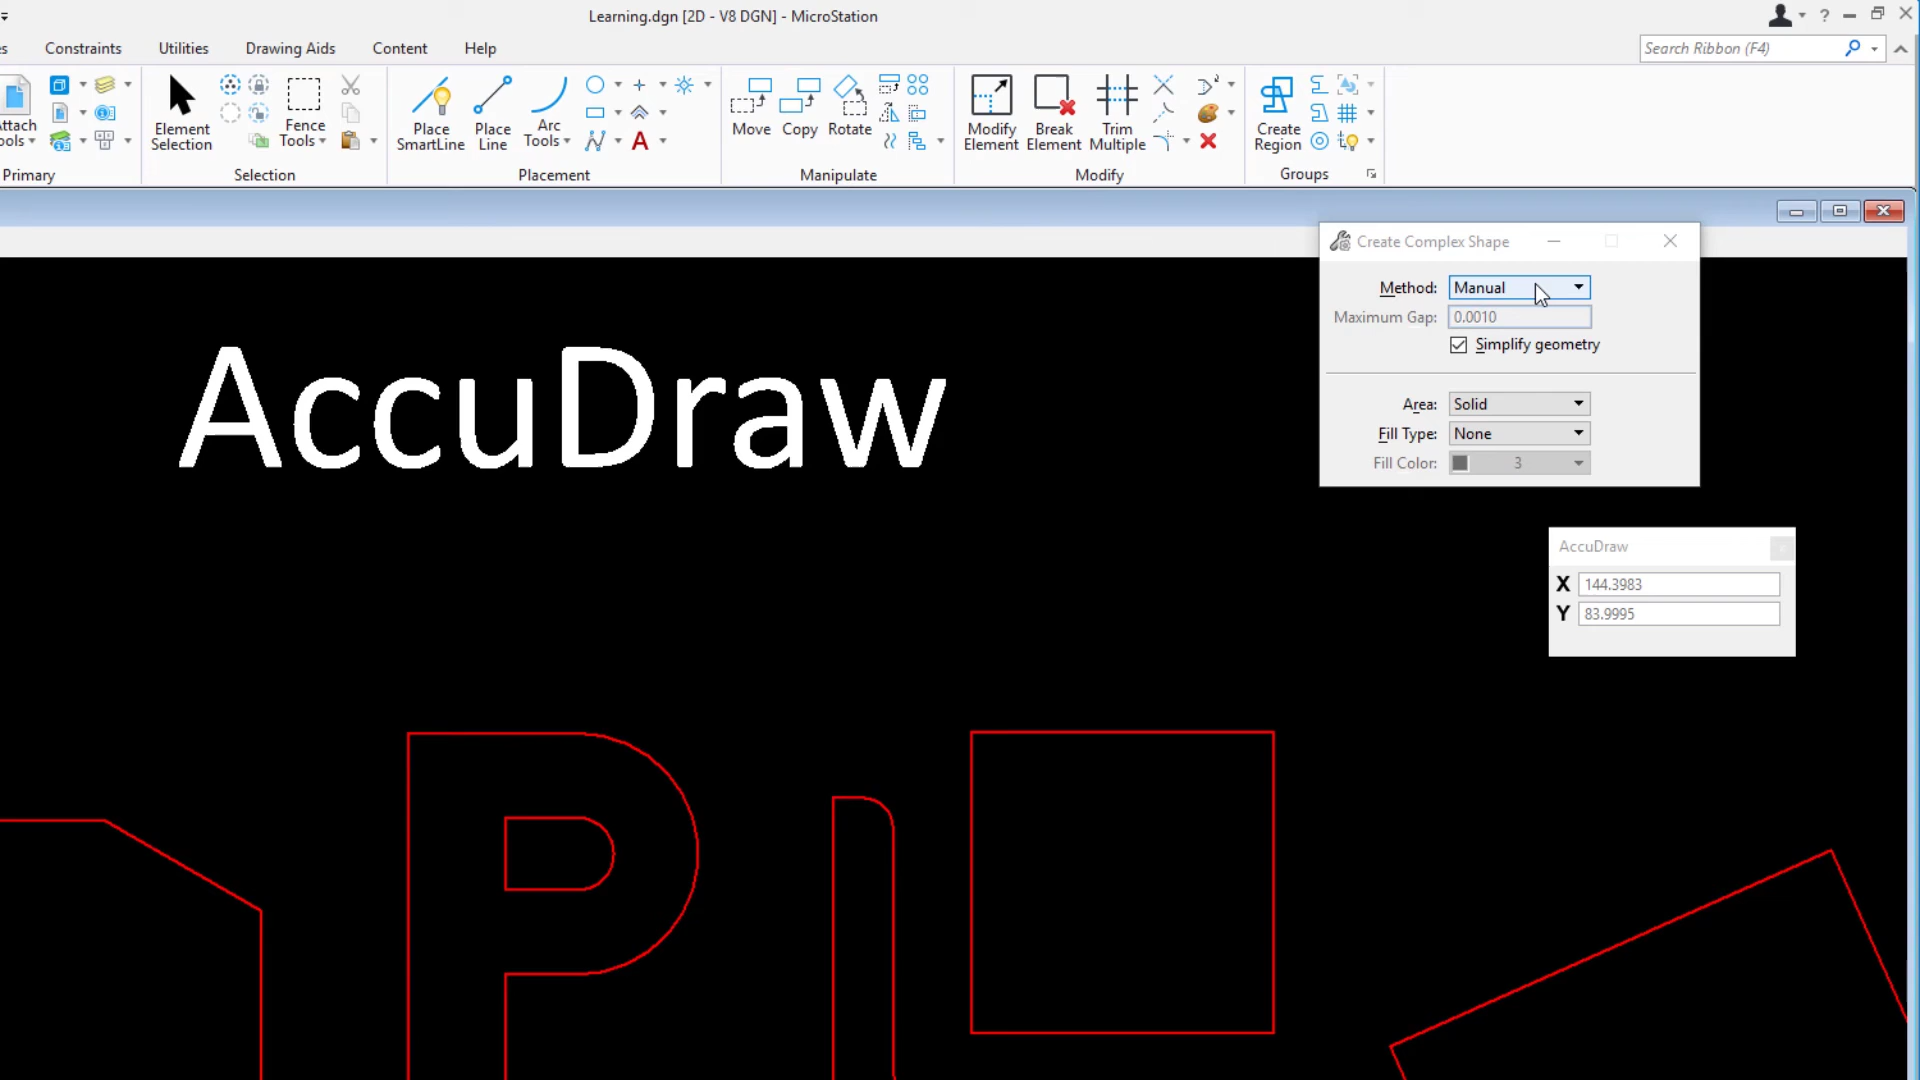 Learning.dgn [2D - V8 DGN] - MicroStation
Constraints Utilities Drawing Aids Content Help
Search Ribbon (F4)
Element Selection
Fence Tools
Place SmartLine
Place Line
Arc Tools
Move
Copy
Rotate
Modify Element
Break Element
Trim Multiple
Create Region
Primary Selection Placement Manipulate Modify Groups
Create Complex Shape
Method: Manual
Maximum Gap: 0.0010
Simplify geometry
Area: Solid
Fill Type: None
Fill Color: 3
AccuDraw
AccuDraw
X 144.3983
Y 83.9995